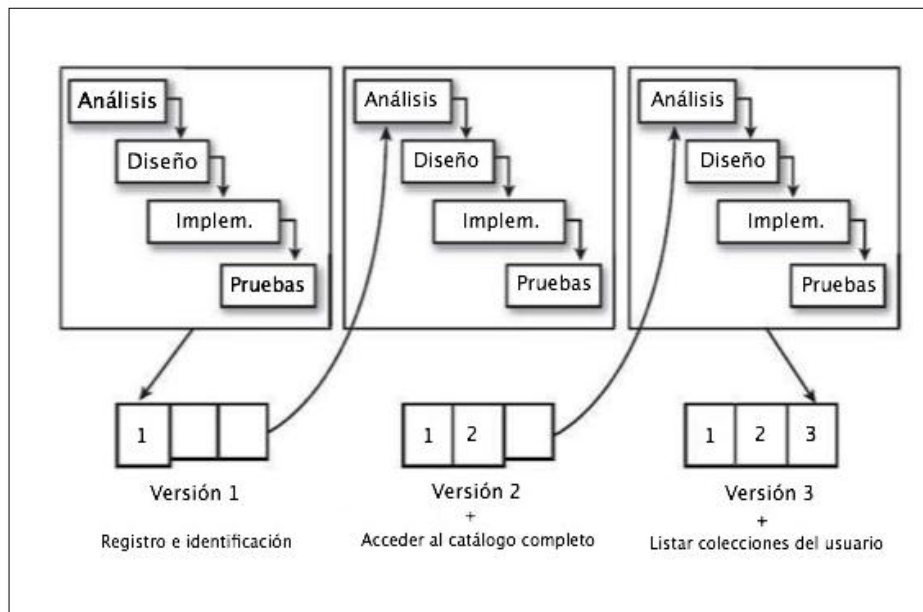 Análisis
Diseño
Implem.
Pruebas
Análisis
Diseño
Implem.
Pruebas
Análisis
Diseño
Implem.
Pruebas
1
1 2
1 2 3
Versión 1
Registro e identificación
Versión 2
+
Acceder al catálogo completo
Versión 3
+
Listar colecciones del usuario